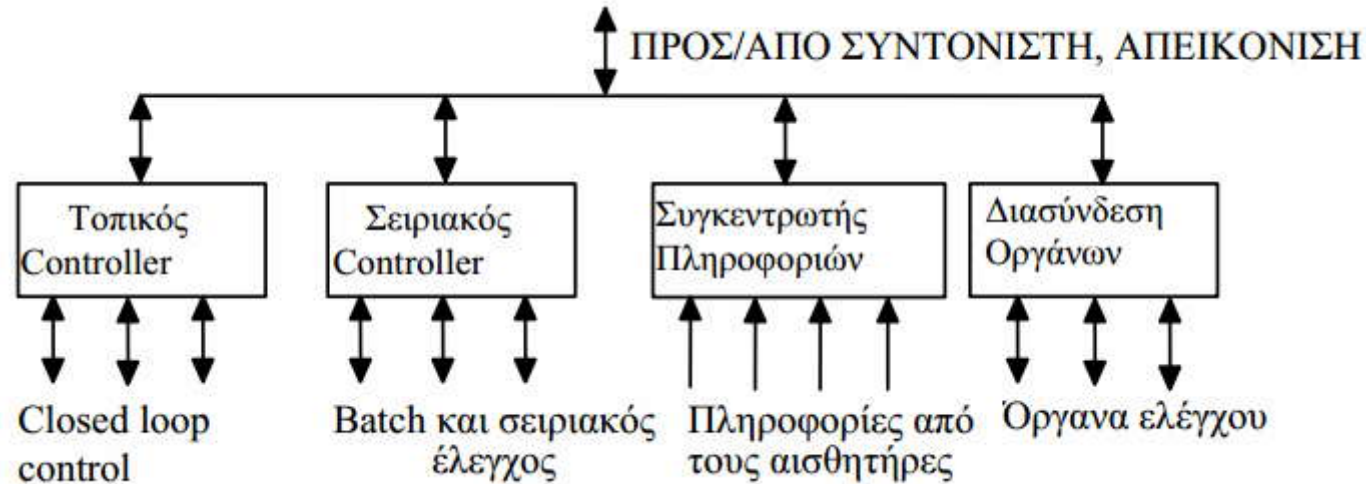 ΠΡΟΣ/ΑΠΟ ΣΥΝΤΟΝΙΣΤΗ, ΑΠΕΙΚΟΝΙΣΗ
Τοπικός
Controller
Σειριακός
Controller
Συγκεντρωτής
Πληροφοριών
Διασύνδεση
Οργάνων
Closed loop
control
Batch και σειριακός
έλεγχος
Πληροφορίες από
τους αισθητήρες
Όργανα ελέγχου